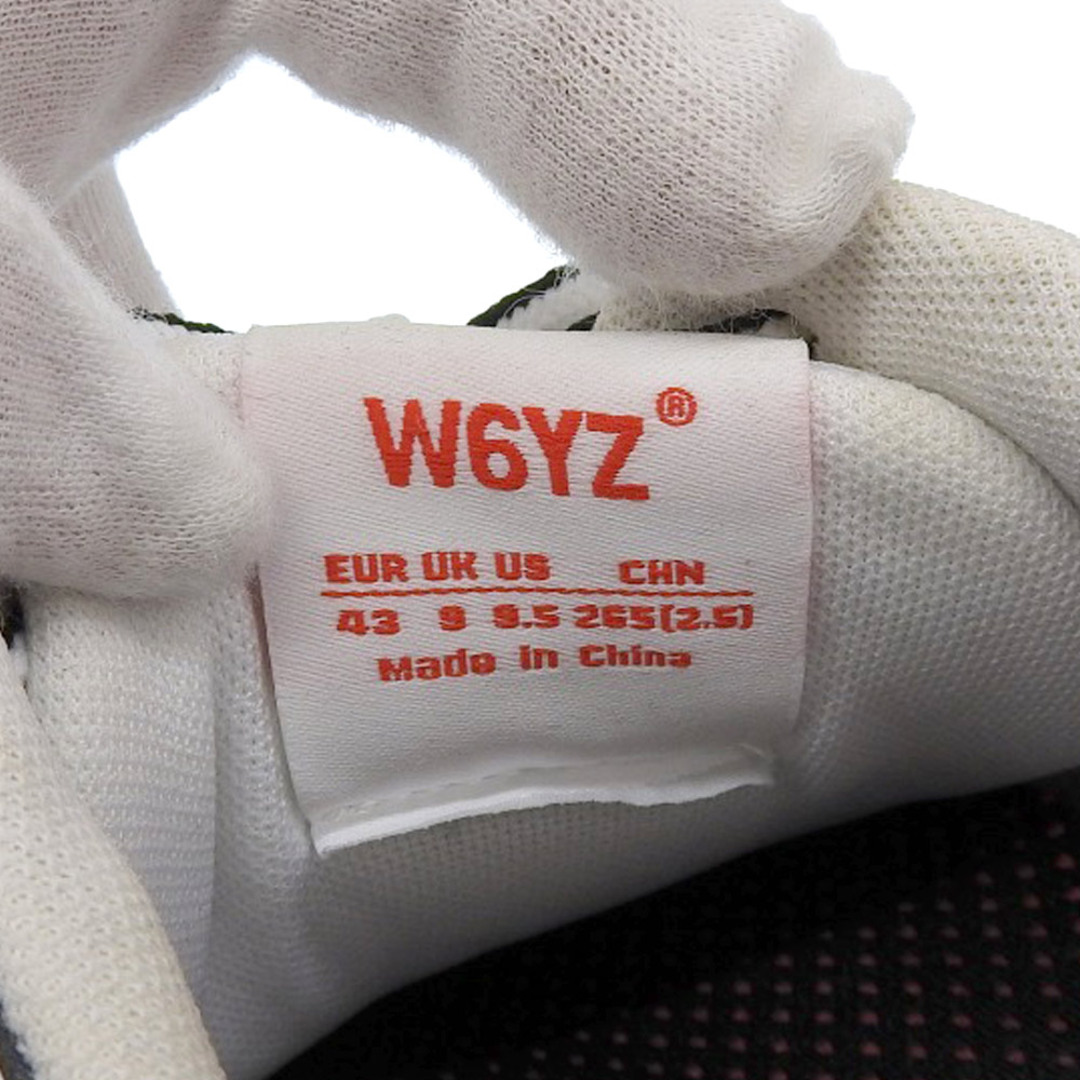 W6YZ®
EUR UK US CHN
43 9 9.5 265(2.5)
Made in China